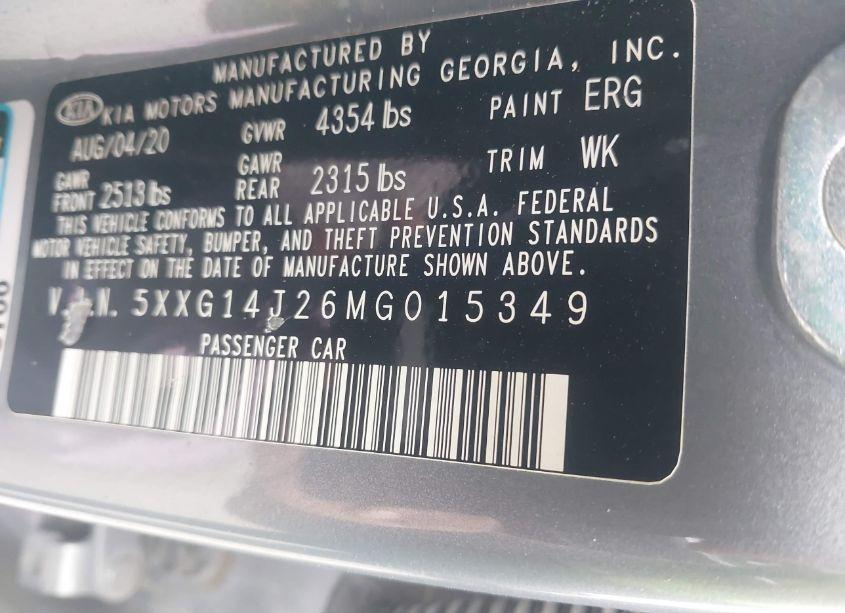 MANUFACTURED BY
KIA KIA MOTORS MANUFACTURING GEORGIA, INC.
AUG/04/20 GVWR 4354 lbs PAINT ERG
GAWR FRONT 2513 lbs GAWR REAR 2315 lbs TRIM WK
THIS VEHICLE CONFORMS TO ALL APPLICABLE U.S.A. FEDERAL
MOTOR VEHICLE SAFETY, BUMPER, AND THEFT PREVENTION STANDARDS
IN EFFECT ON THE DATE OF MANUFACTURE SHOWN ABOVE.
V.I.N. 5XXG14J26MG015349
PASSENGER CAR